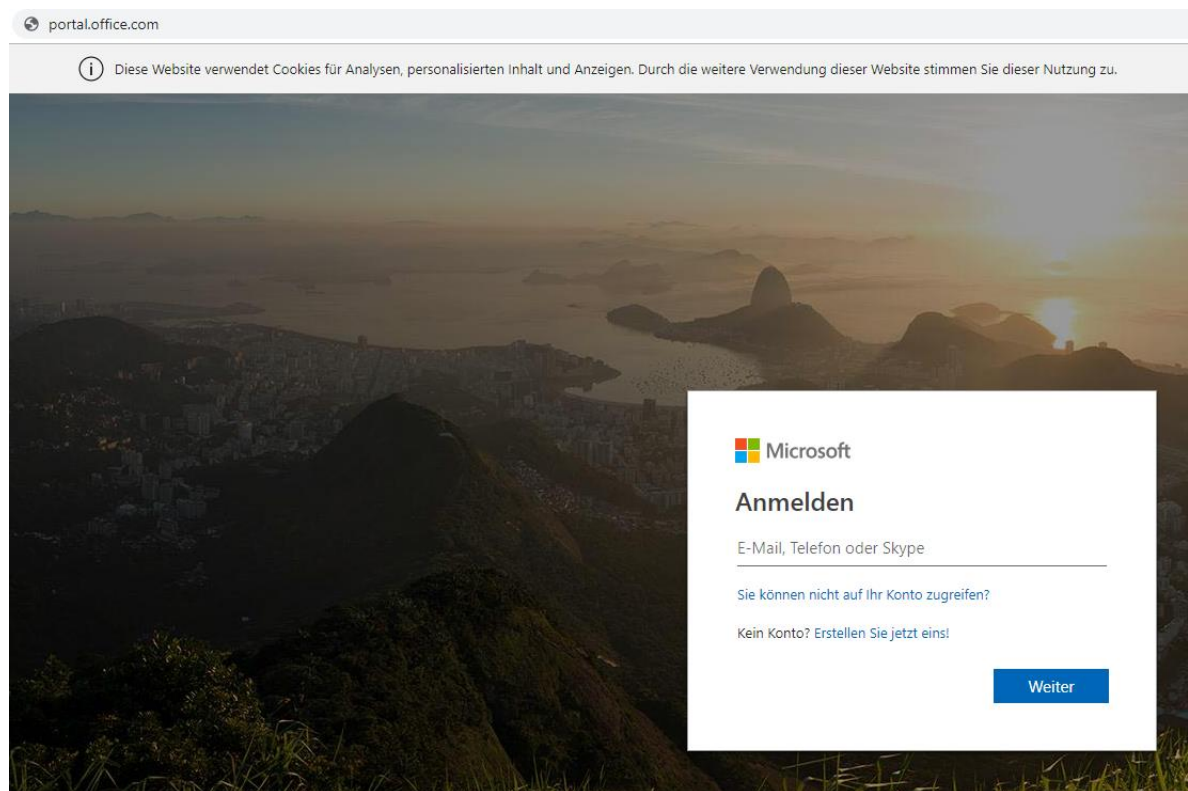 portal.office.com
Diese Website verwendet Cookies für Analysen, personalisierten Inhalt und Anzeigen. Durch die weitere Verwendung dieser Website stimmen Sie dieser Nutzung zu.
Microsoft
Anmelden
E-Mail, Telefon oder Skype
Sie können nicht auf Ihr Konto zugreifen?
Kein Konto? Erstellen Sie jetzt eins!
Weiter